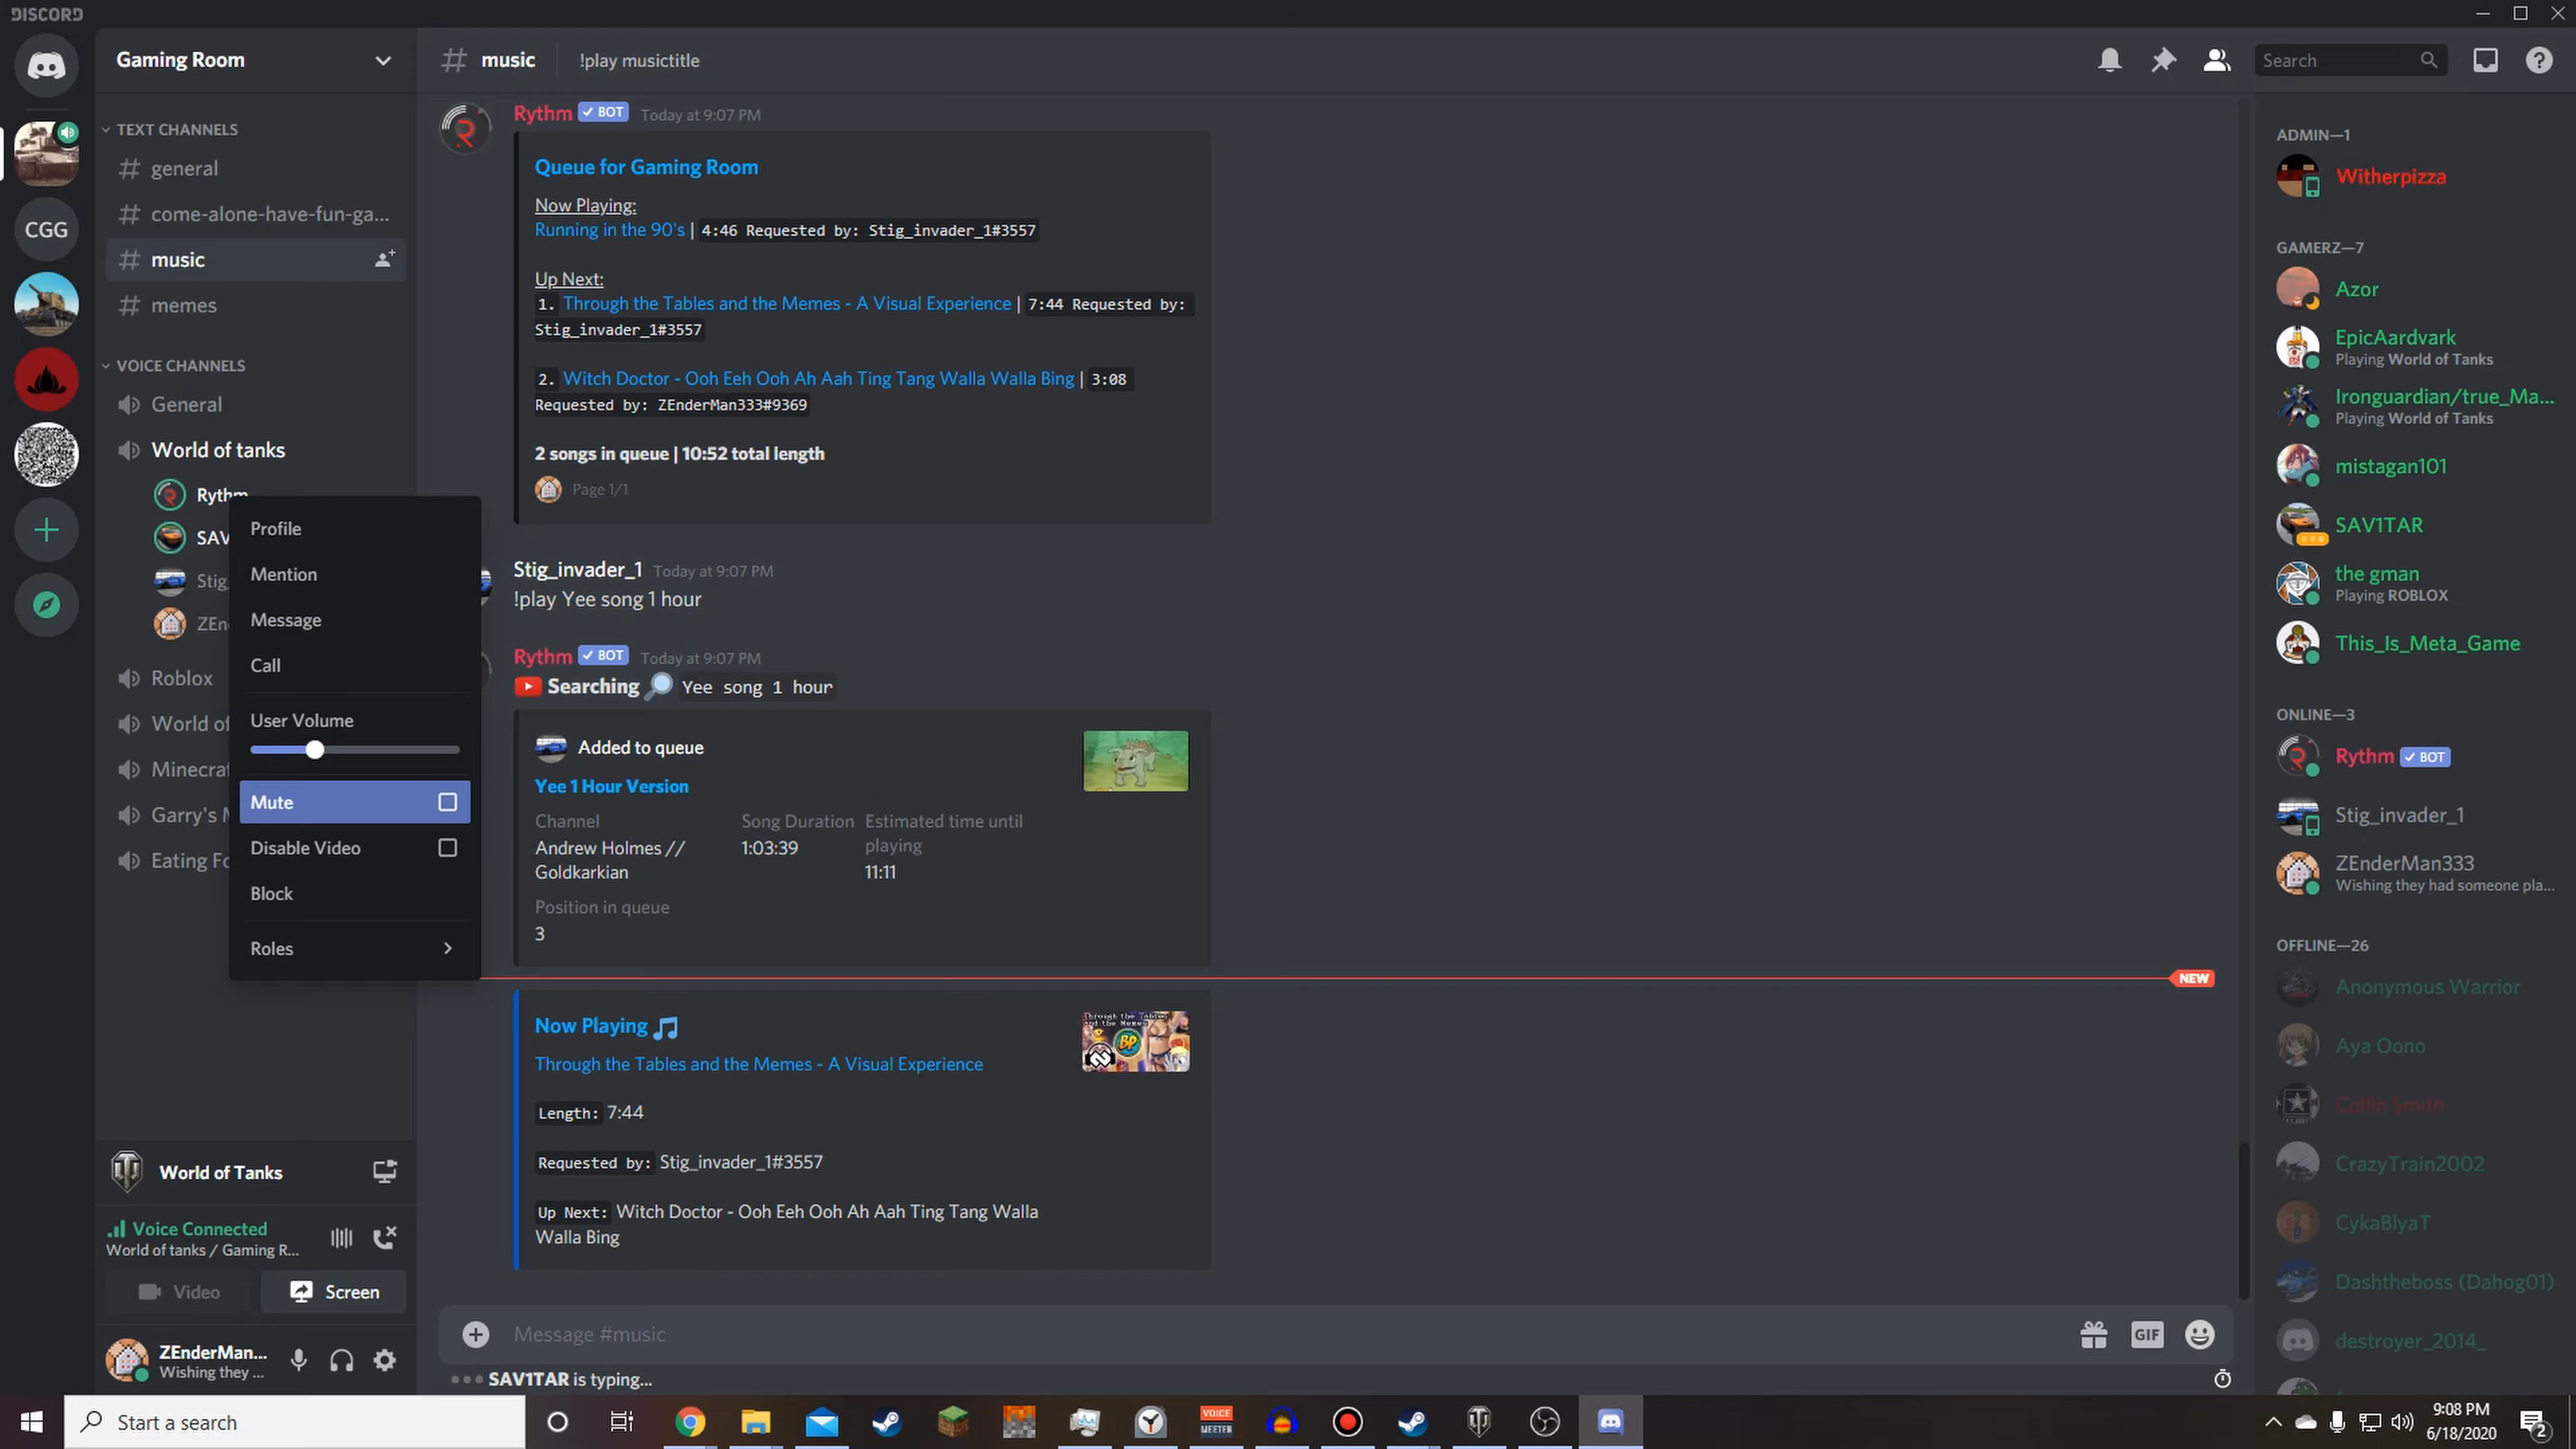 DISCORD
Gaming Room
# music
!play musictitle
Search
TEXT CHANNELS
# general
CGG
# come-alone-have-fun-ga...
# music
# memes
VOICE CHANNELS
General
World of tanks
Rythm
SAV
Stig_
ZEn
Roblox
World of
Minecraf
Garry's M
Eating Fo
Profile
Mention
Message
Call
User Volume
Mute
Disable Video
Block
Roles
World of Tanks
Voice Connected
World of tanks / Gaming R...
Video
Screen
ZEnderMan...
Wishing they ...
Rythm BOT Today at 9:07 PM
Queue for Gaming Room
Now Playing:
Running in the 90's | 4:46 Requested by: Stig_invader_1#3557
Up Next:
1. Through the Tables and the Memes - A Visual Experience | 7:44 Requested by:
Stig_invader_1#3557
2. Witch Doctor - Ooh Eeh Ooh Ah Aah Ting Tang Walla Walla Bing | 3:08
Requested by: ZEnderMan333#9369
2 songs in queue | 10:52 total length
Page 1/1
Stig_invader_1 Today at 9:07 PM
!play Yee song 1 hour
Rythm BOT Today at 9:07 PM
Searching Yee song 1 hour
Added to queue
Yee 1 Hour Version
Channel
Andrew Holmes //
Goldkarkian
Song Duration
1:03:39
Estimated time until
playing
11:11
Position in queue
3
NEW
Now Playing
Through the Tables and the Memes - A Visual Experience
Through the Tables
and the Memes
BP
Length: 7:44
Requested by: Stig_invader_1#3557
Up Next: Witch Doctor - Ooh Eeh Ooh Ah Aah Ting Tang Walla
Walla Bing
Message #music
GIF
SAV1TAR is typing...
ADMIN—1
Witherpizza
GAMERZ—7
Azor
EpicAardvark
Playing World of Tanks
Ironguardian/true_Ma...
Playing World of Tanks
mistagan101
SAV1TAR
the gman
Playing ROBLOX
This_Is_Meta_Game
ONLINE—3
Rythm BOT
Stig_invader_1
ZEnderMan333
Wishing they had someone pla...
OFFLINE—26
Anonymous Warrior
Aya Oono
Collin Smith
CrazyTrain2002
CykaBlyaT
Dashtheboss (Dahog01)
destroyer_2014_
Start a search
VOICE
MEETER
9:08 PM
6/18/2020
2